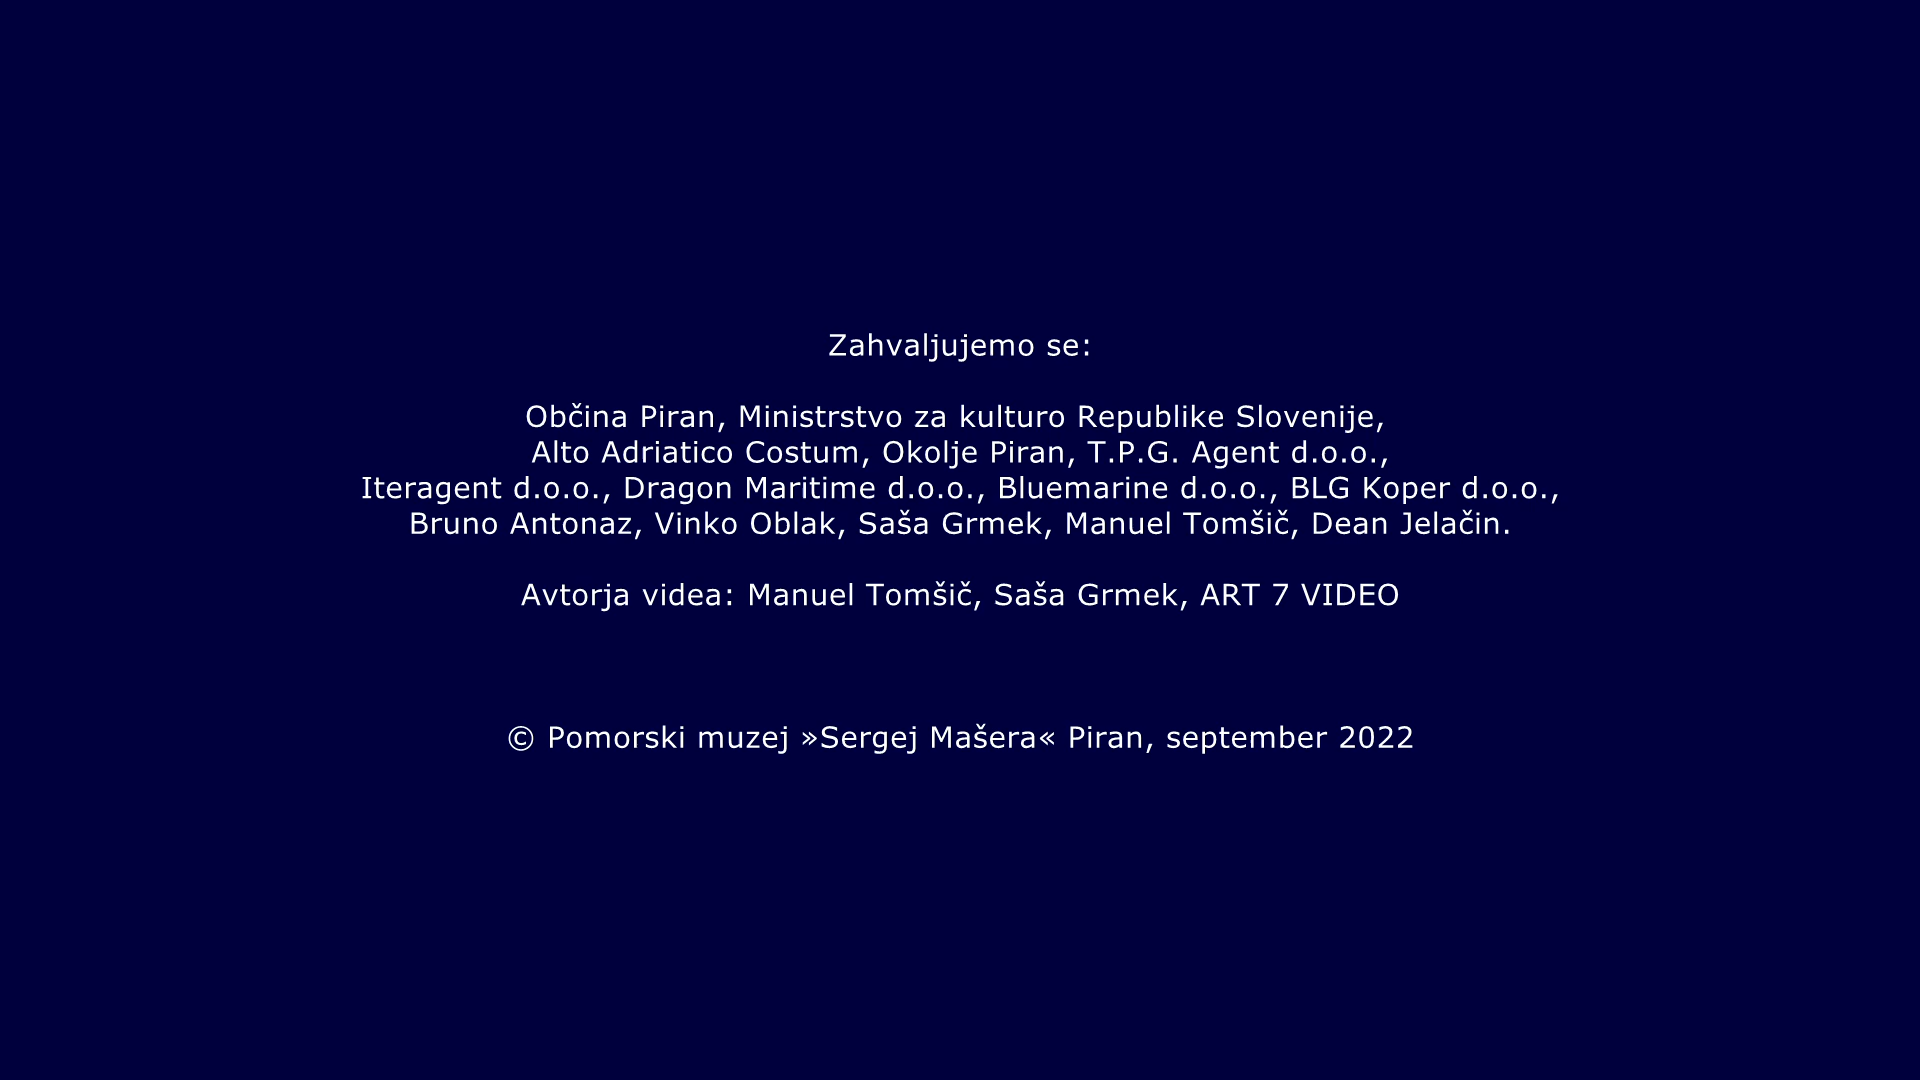 Zahvaljujemo se:
Občina Piran, Ministrstvo za kulturo Republike Slovenije,
Alto Adriatico Costum, Okolje Piran, T.P.G. Agent d.o.o.,
Iteragent d.o.o., Dragon Maritime d.o.o., Bluemarine d.o.o., BLG Koper d.o.o.,
Bruno Antonaz, Vinko Oblak, Saša Grmek, Manuel Tomšič, Dean Jelačin.
Avtorja videa: Manuel Tomšič, Saša Grmek, ART 7 VIDEO
© Pomorski muzej »Sergej Mašera« Piran, september 2022